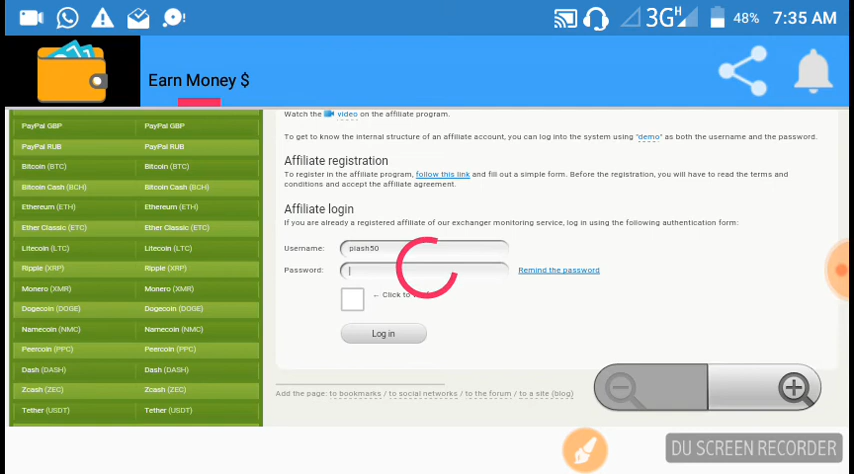 3G H 48% 7:35 AM
Earn Money $
PayPal GBP PayPal GBP
PayPal RUB PayPal RUB
Bitcoin (BTC) Bitcoin (BTC)
Bitcoin Cash (BCH) Bitcoin Cash (BCH)
Ethereum (ETH) Ethereum (ETH)
Ether Classic (ETC) Ether Classic (ETC)
Litecoin (LTC) Litecoin (LTC)
Ripple (XRP) Ripple (XRP)
Monero (XMR) Monero (XMR)
Dogecoin (DOGE) Dogecoin (DOGE)
Namecoin (NMC) Namecoin (NMC)
Peercoin (PPC) Peercoin (PPC)
Dash (DASH) Dash (DASH)
Zcash (ZEC) Zcash (ZEC)
Tether (USDT) Tether (USDT)
Watch the video on the affiliate program.
To get to know the internal structure of an affiliate account, you can log into the system using "demo" as both the username and the password.
Affiliate registration
To register in the affiliate program, follow this link and fill out a simple form. Before the registration, you will have to read the terms and
conditions and accept the affiliate agreement.
Affiliate login
If you are already a registered affiliate of our exchanger monitoring service, log in using the following authentication form:
Username: piash50
Password: Remind the password
← Click to
Log in
Add the page: to bookmarks / to social networks / to the forum / to a site (blog)
DU SCREEN RECORDER